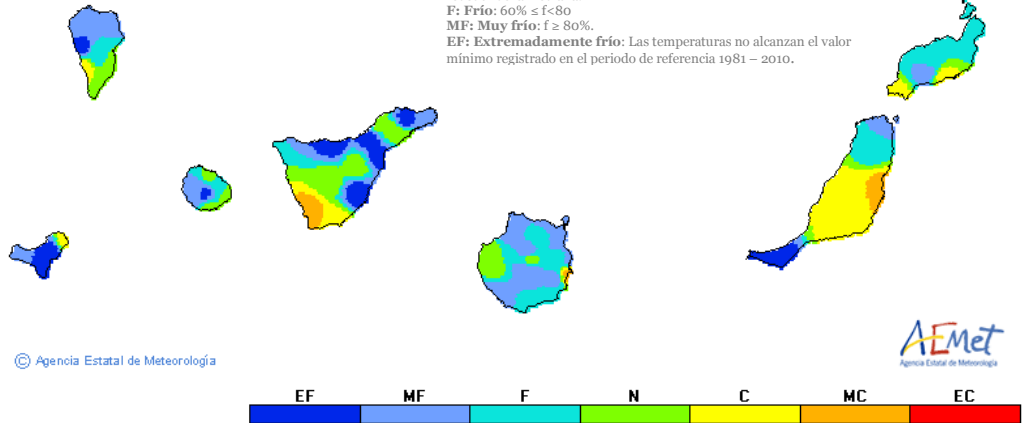 F: Frío: 60% ≤ f<80
MF: Muy frío: f ≥ 80%.
EF: Extremadamente frío: Las temperaturas no alcanzan el valor
mínimo registrado en el periodo de referencia 1981 – 2010.
© Agencia Estatal de Meteorología
AEMet
Agencia Estatal de Meteorología
EF MF F N C MC EC